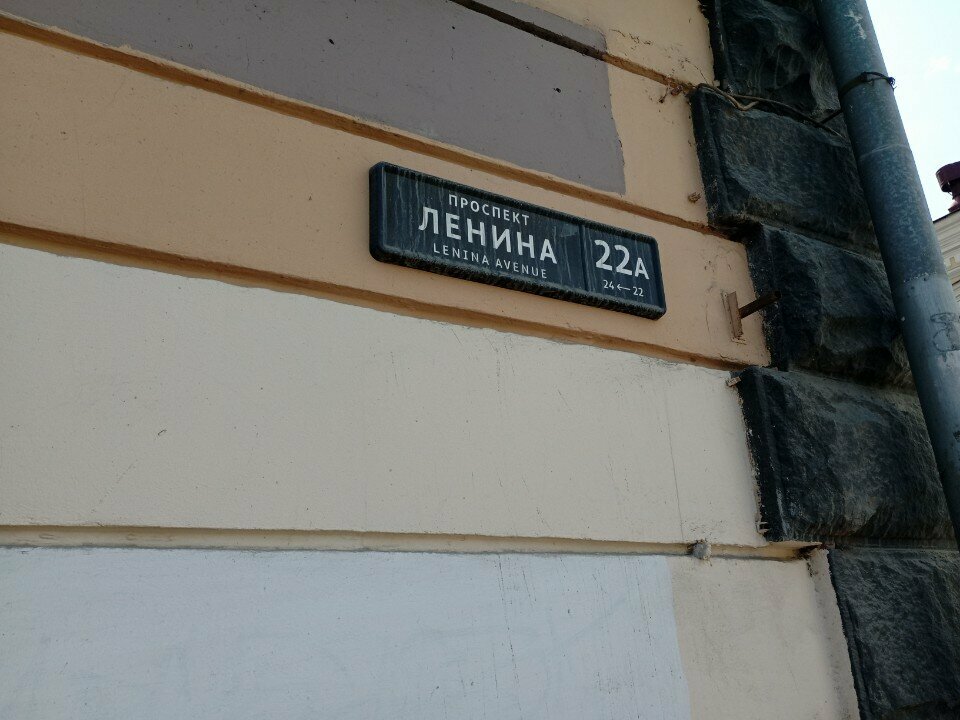 ПРОСПЕКТ
ЛЕНИНА
LENINA AVENUE
22А
24 ← 22